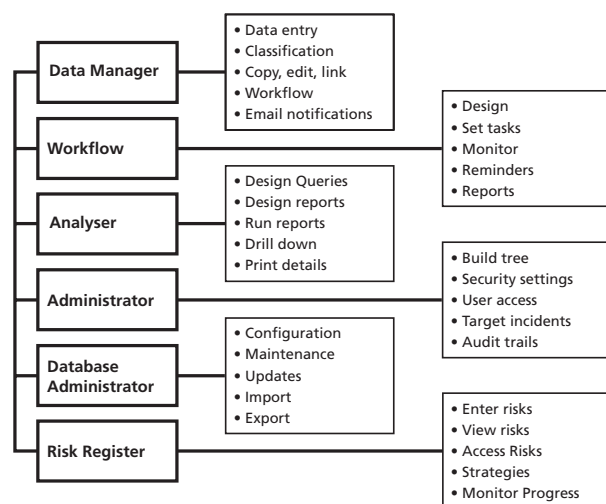 Data Manager
• Data entry
• Classification
• Copy, edit, link
• Workflow
• Email notifications
Workflow
• Design
• Set tasks
• Monitor
• Reminders
• Reports
Analyser
• Design Queries
• Design reports
• Run reports
• Drill down
• Print details
Administrator
• Build tree
• Security settings
• User access
• Target incidents
• Audit trails
Database
Administrator
• Configuration
• Maintenance
• Updates
• Import
• Export
Risk Register
• Enter risks
• View risks
• Access Risks
• Strategies
• Monitor Progress